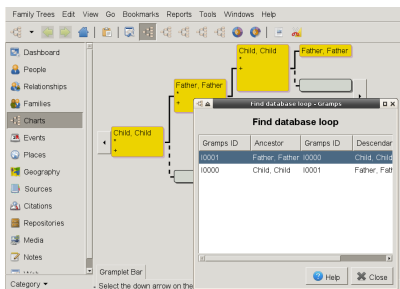 Family Trees Edit View Go Bookmarks Reports Tools Windows Help
Dashboard
People
Relationships
Families
Charts
Events
Places
Geography
Sources
Citations
Repositories
Media
Notes
Category
Child, Child
*
+
Father, Father
*
+
Child, Child
*
+
Father, Father
Gramplet Bar
Select the down arrow on the
Find database loop - Gramps
Find database loop
Gramps ID Ancestor Gramps ID Descendan
I0001 Father, Father I0000 Child, Child
I0000 Child, Child I0001 Father, Fath
Help Close